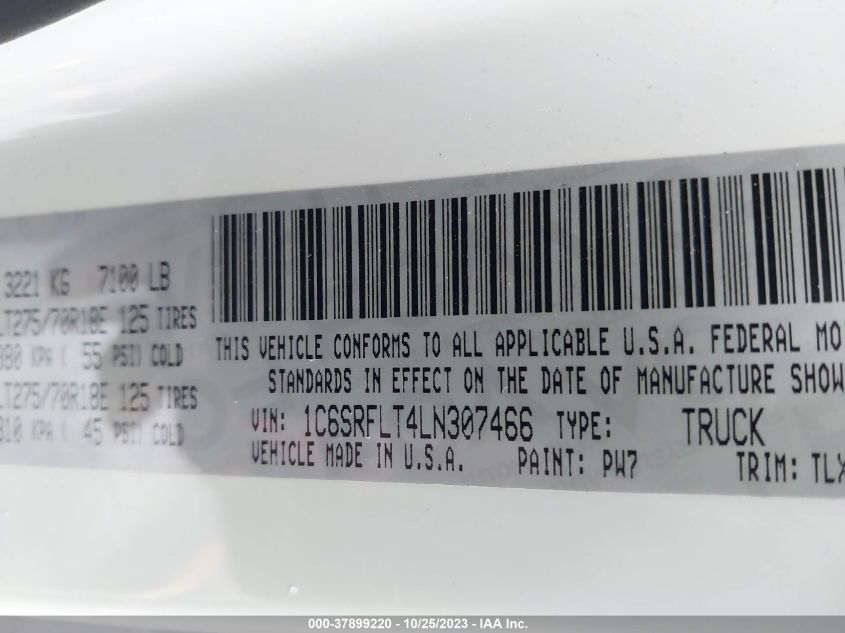 3221 KG 7100 LB
LT275/70R18E 125 TIRES
KPA ( 55 PSI) COLD
LT275/70R18E 125 TIRES
KPA ( 45 PSI) COLD
THIS VEHICLE CONFORMS TO ALL APPLICABLE U.S.A. FEDERAL MO
STANDARDS IN EFFECT ON THE DATE OF MANUFACTURE SHOW
VIN: 1C6SRFLT4LN307466 TYPE: TRUCK
VEHICLE MADE IN U.S.A. PAINT: PW7 TRIM: TLX
000-37899220 - 10/25/2023 - IAA Inc.